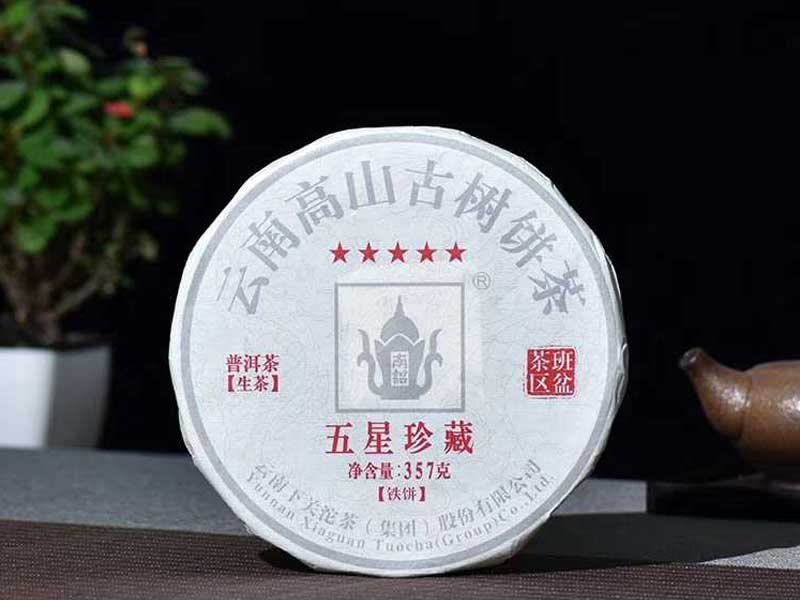 云南高山古树饼茶
★★★★★
®
南韶
普洱茶
【生茶】
班盆
茶区
五星珍藏
净含量:357克
【铁饼】
云南下关沱茶(集团)股份有限公司
Yunnan Xiaguan Tuocha(Group)Co.Ltd.